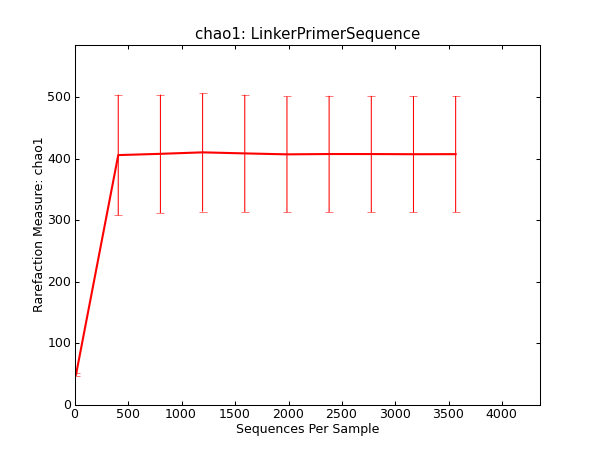 chao1: LinkerPrimerSequence
Rarefaction Measure: chao1
500
400
300
200
100
0
0 500 1000 1500 2000 2500 3000 3500 4000
Sequences Per Sample